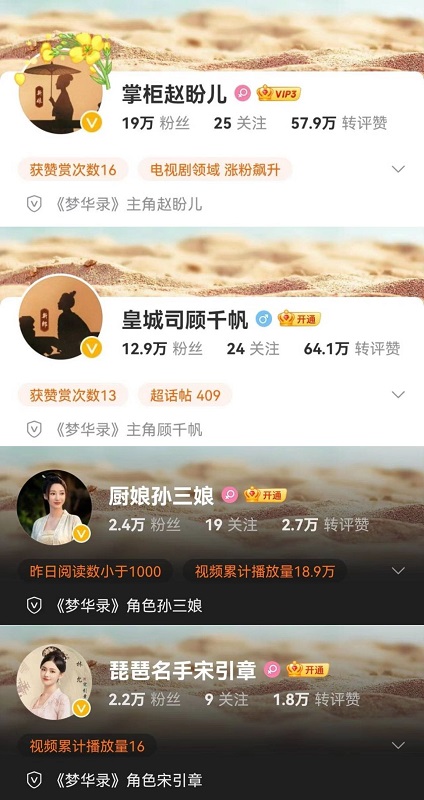 掌柜赵盼儿 VIP3
19万 粉丝 25 关注 57.9万 转评赞
获赞赏次数16 电视剧领域 涨粉飙升
《梦华录》主角赵盼儿
皇城司顾千帆 开通
12.9万 粉丝 24 关注 64.1万 转评赞
获赞赏次数13 超话帖 409
《梦华录》主角顾千帆
厨娘孙三娘 开通
2.4万 粉丝 19 关注 2.7万 转评赞
昨日阅读数小于1000 视频累计播放量18.9万
《梦华录》角色孙三娘
琵琶名手宋引章 开通
2.2万 粉丝 9 关注 1.8万 转评赞
视频累计播放量16
《梦华录》角色宋引章